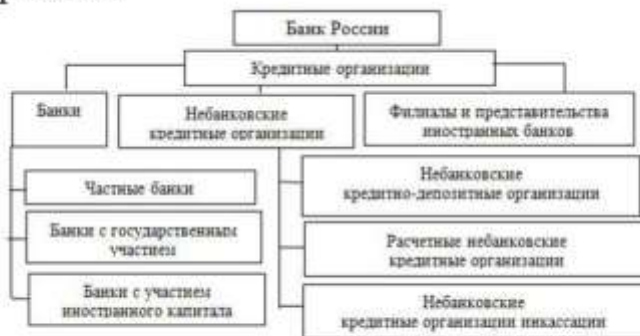 Банк России
Кредитные организации
Банки
Небанковские
кредитные организации
Филиалы и представительства
иностранных банков
Частные банки
Банки с государственным
участием
Банки с участием
иностранного капитала
Небанковские
кредитно-депозитные организации
Расчетные небанковские
кредитные организации
Небанковские
кредитные организации инкассации